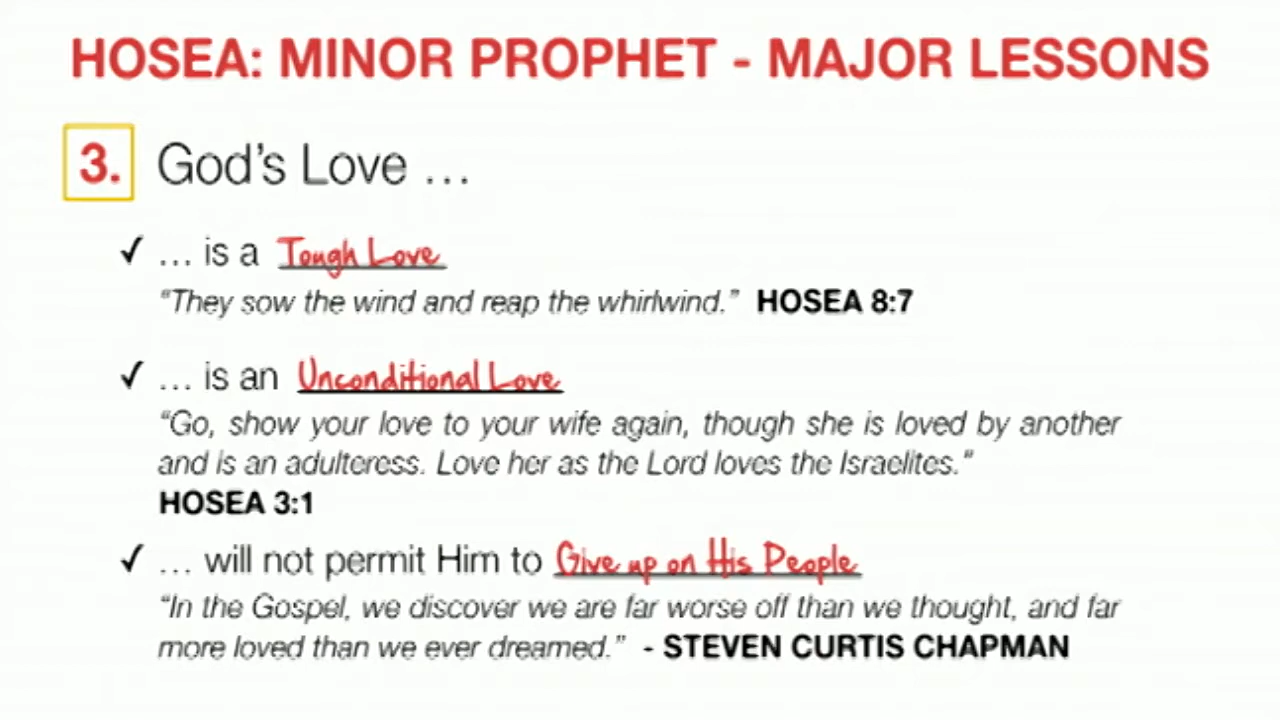 HOSEA: MINOR PROPHET - MAJOR LESSONS
3. God's Love ...
✓ ... is a Tough Love
"They sow the wind and reap the whirlwind." HOSEA 8:7
✓ ... is an Unconditional Love
"Go, show your love to your wife again, though she is loved by another
and is an adulteress. Love her as the Lord loves the Israelites."
HOSEA 3:1
✓ ... will not permit Him to Give up on His People
"In the Gospel, we discover we are far worse off than we thought, and far
more loved than we ever dreamed." - STEVEN CURTIS CHAPMAN